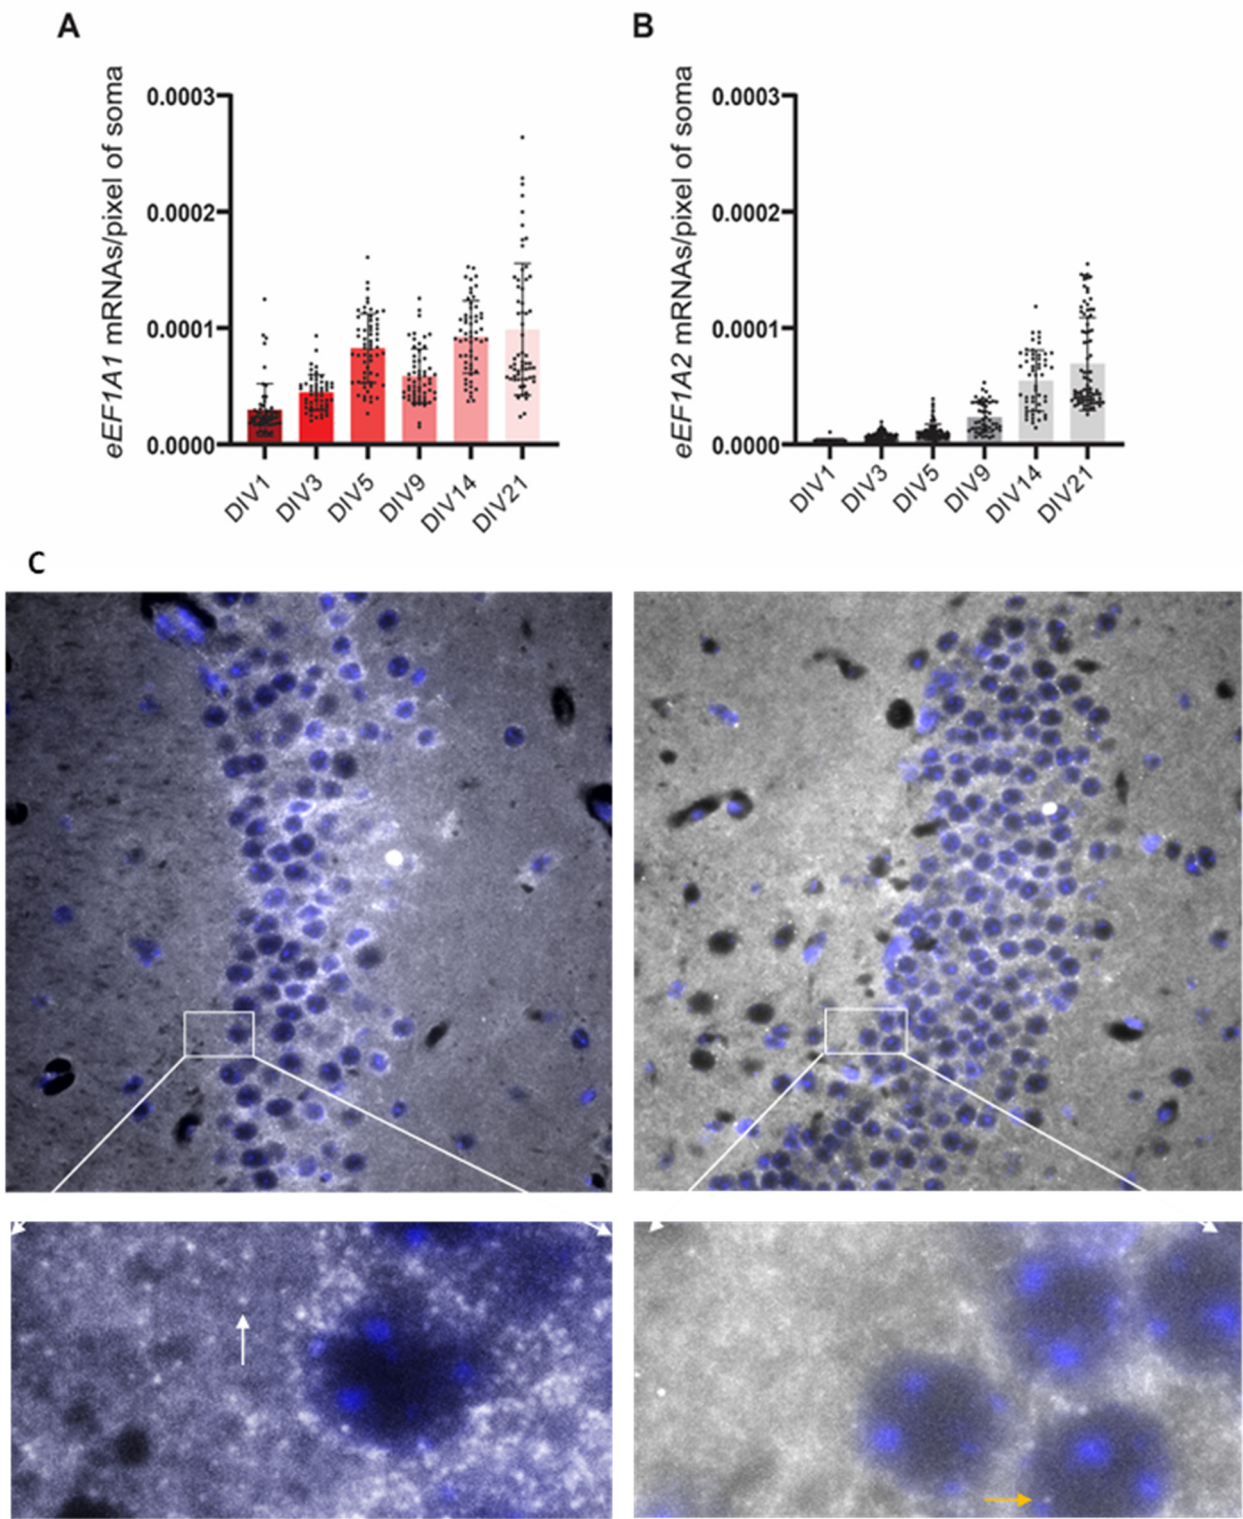 A
eEF1A1 mRNAs/pixel of soma
0.0003
0.0002
0.0001
0.0000
DIV1
DIV3
DIV5
DIV9
DIV14
DIV21
B
eEF1A2 mRNAs/pixel of soma
0.0003
0.0002
0.0001
0.0000
DIV1
DIV3
DIV5
DIV9
DIV14
DIV21
C